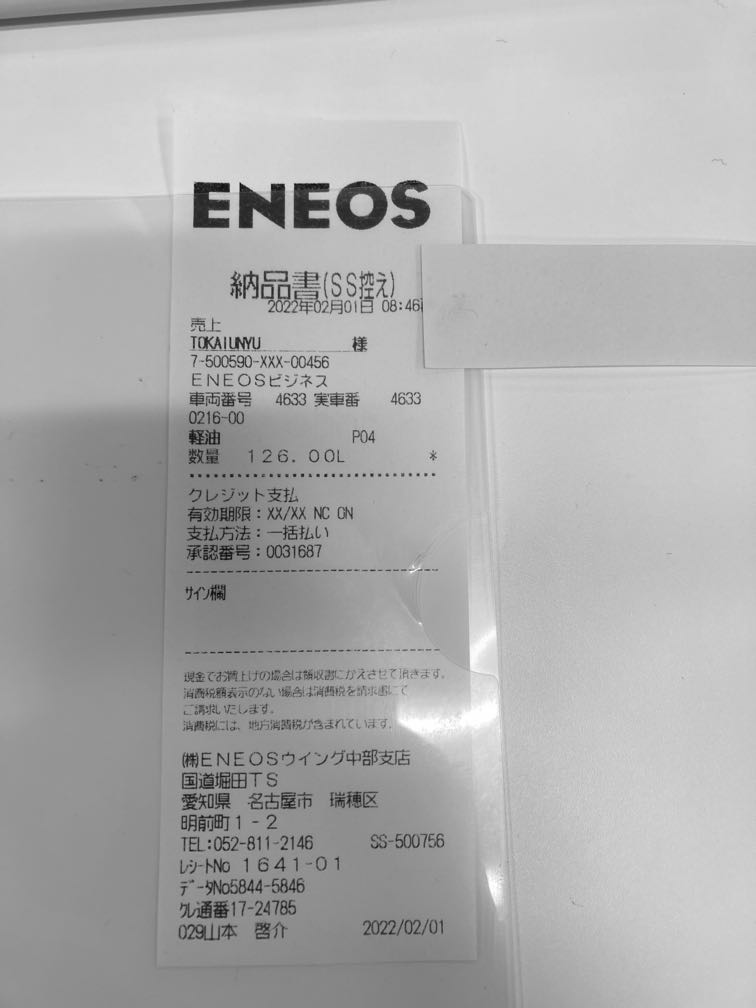 ENEOS
納品書(SS控え)
2022年02月01日 08:46
売上
TOKAIUNYU 様
7-500590-XXX-00456
ENEOSビジネス
車両番号 4633 実車番 4633
0216-00
軽油 P04
数量 126.00L *
クレジット支払
有効期限:XX/XX NC GN
支払方法:一括払い
承認番号:0031687
サイン欄
現金でお買上げの場合は領収書にかえさせて頂きます。
消費税額表示のない場合は消費税を請求書にて
ご請求いたします。
消費税には、地方消費税が含まれています。
㈱ENEOSウイング中部支店
国道堀田TS
愛知県 名古屋市 瑞穂区
明前町1-2
TEL:052-811-2146 SS-500756
レシートNo 1641-01
データNo5844-5846
クレ通番17-24785
029山本 啓介 2022/02/01